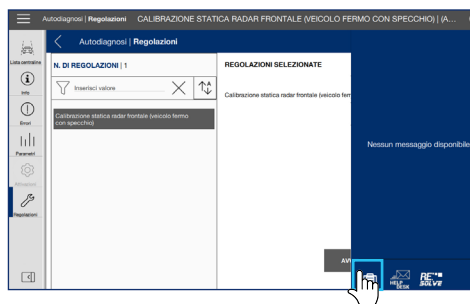 Autodiagnosi | Regolazioni CALIBRAZIONE STATICA RADAR FRONTALE (VEICOLO FERMO CON SPECCHIO) | (A...
Autodiagnosi | Regolazioni
Lista centraline
Info
Errori
Parametri
Attivazioni
Regolazioni
N. DI REGOLAZIONI | 1
Inserisci valore
Calibrazione statica radar frontale (veicolo fermo
con specchio)
REGOLAZIONI SELEZIONATE
Calibrazione statica radar frontale (veicolo fer
AV
Nessun messaggio disponibile
HELP
DESK
RE
SOLVE